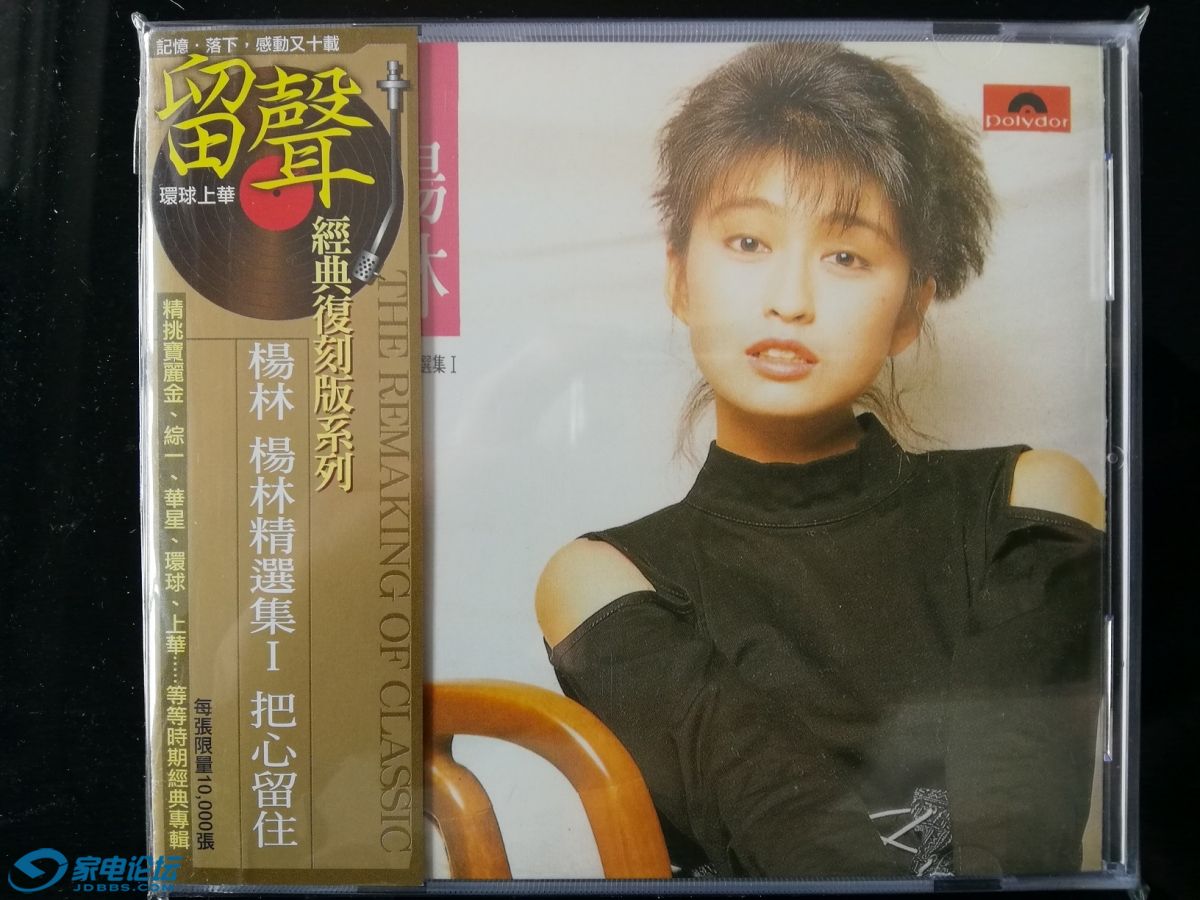 記憶．落下，感動又十載
留聲
環球上華
經典復刻版系列
THE REMAKING OF CLASSIC
精挑寶麗金、綜一、華星、環球、上華……等等時期經典專輯
楊林 楊林精選集I 把心留住
每張限量10,000張
楊林
選集 I
polydor
家电论坛
JDBBS.COM